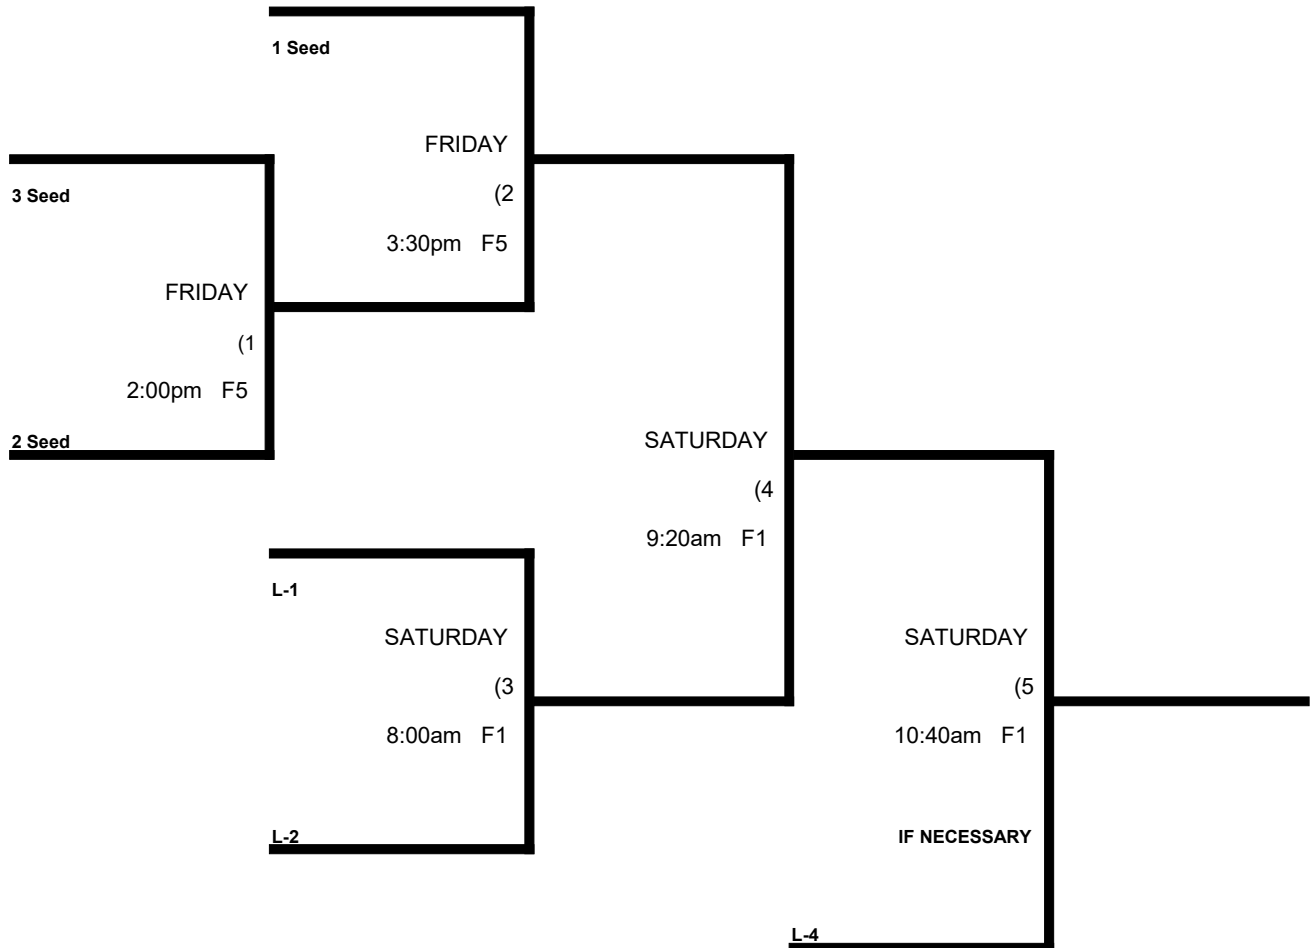 1 Seed
FRIDAY
(2
3:30pm F5
3 Seed
FRIDAY
(1
2:00pm F5
2 Seed
SATURDAY
(4
9:20am F1
L-1
SATURDAY
(3
8:00am F1
L-2
SATURDAY
(5
10:40am F1
IF NECESSARY
L-4